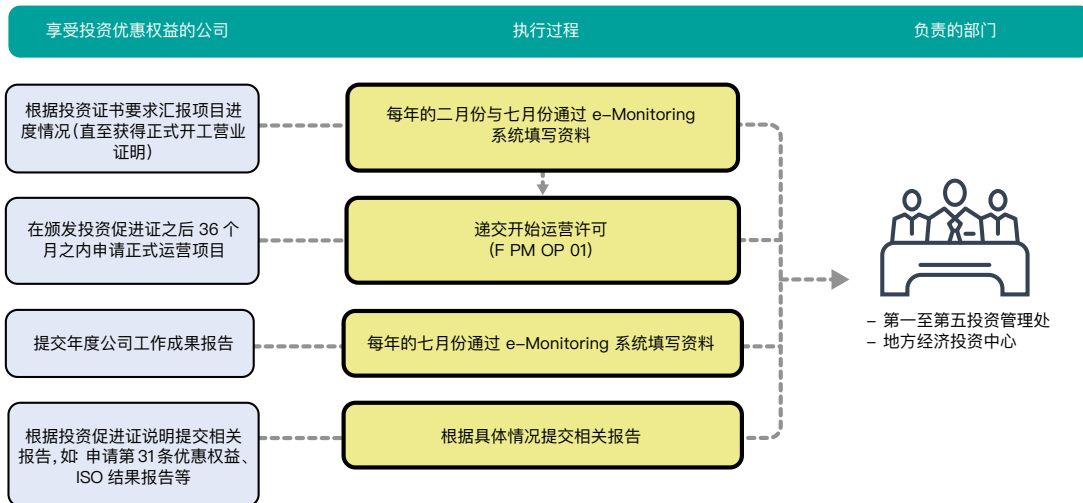 享受投资优惠权益的公司
执行过程
负责的部门
根据投资证书要求汇报项目进
度情况(直至获得正式开工营业
证明)
每年的二月份与七月份通过 e-Monitoring
系统填写资料
在颁发投资促进证之后 36 个
月之内申请正式运营项目
递交开始运营许可
(F PM OP 01)
提交年度公司工作成果报告
每年的七月份通过 e-Monitoring 系统填写资料
根据投资促进证说明提交相关
报告,如: 申请第31条优惠权益、
ISO 结果报告等
根据具体情况提交相关报告
– 第一至第五投资管理处
– 地方经济投资中心